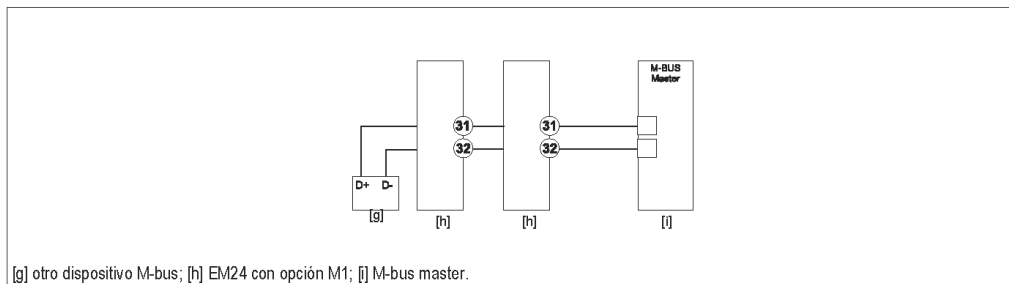 M-BUS
Master
31 31
32 32
D+ D-
[g] [h] [h] [i]
[g] otro dispositivo M-bus; [h] EM24 con opción M1; [i] M-bus master.